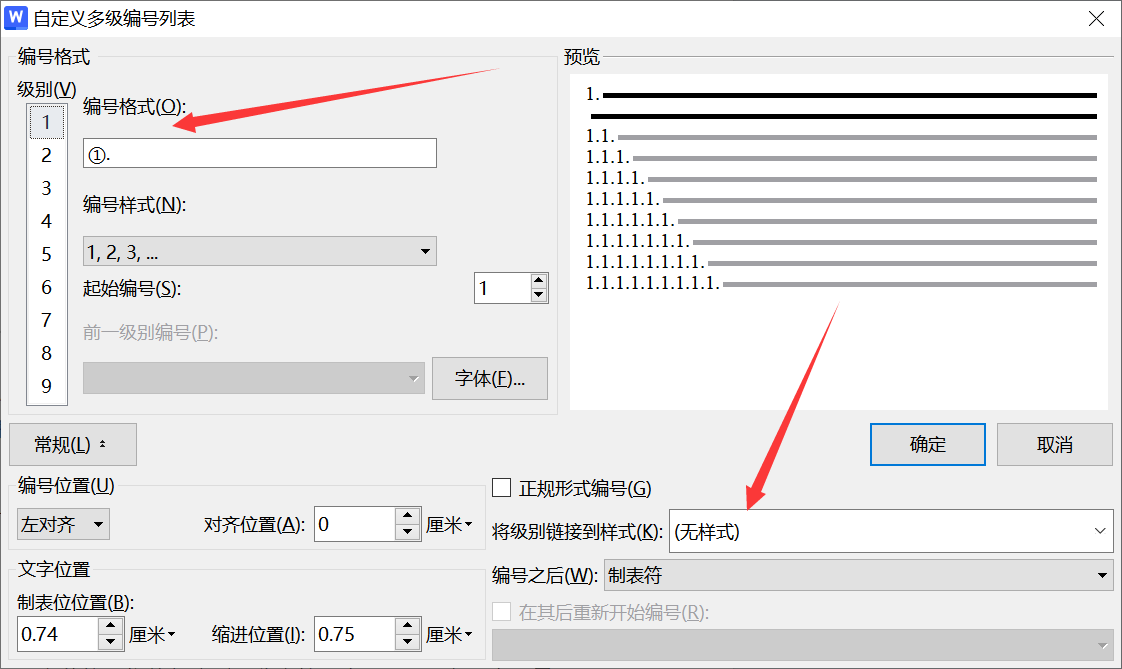 W 自定义多级编号列表
编号格式
级别(V)
1
2
3
4
5
6
7
8
9
编号格式(O):
①.
编号样式(N):
1, 2, 3, ...
起始编号(S):
1
前一级别编号(P):
字体(F)...
预览
1.
1.1.
1.1.1.
1.1.1.1.
1.1.1.1.1.
1.1.1.1.1.1.
1.1.1.1.1.1.1.
1.1.1.1.1.1.1.1.
1.1.1.1.1.1.1.1.1.
常规(L)
确定
取消
编号位置(U)
左对齐
对齐位置(A):
0
厘米
文字位置
制表位位置(B):
0.74
厘米
缩进位置(I):
0.75
厘米
正规形式编号(G)
将级别链接到样式(K):
(无样式)
编号之后(W):
制表符
在其后重新开始编号(R):